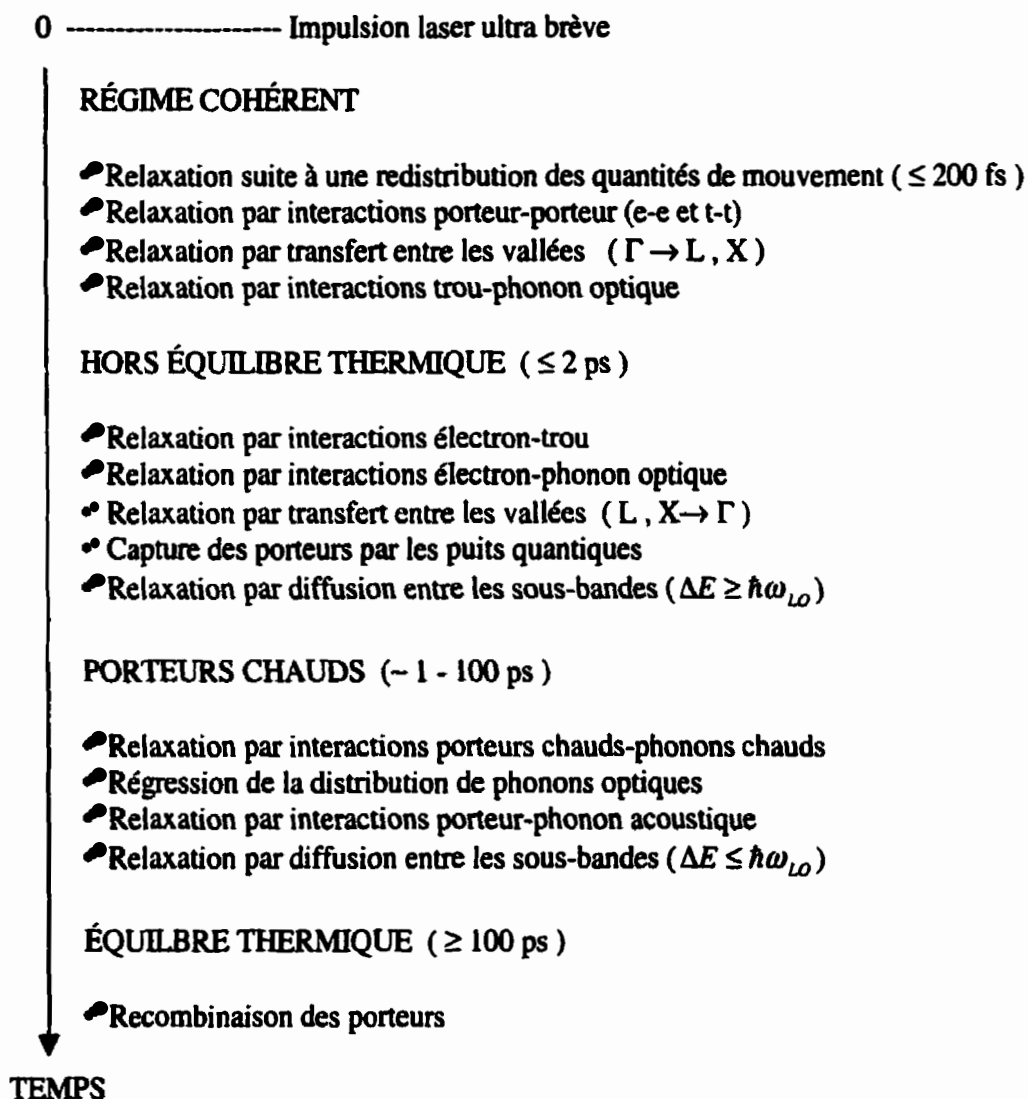 0 ---------------------- Impulsion laser ultra brève
RÉGIME COHÉRENT
Relaxation suite à une redistribution des quantités de mouvement ( ≤ 200 fs )
Relaxation par interactions porteur-porteur (e-e et t-t)
Relaxation par transfert entre les vallées ( Γ → L , X )
Relaxation par interactions trou-phonon optique
HORS ÉQUILIBRE THERMIQUE ( ≤ 2 ps )
Relaxation par interactions électron-trou
Relaxation par interactions électron-phonon optique
Relaxation par transfert entre les vallées ( L , X→ Γ )
Capture des porteurs par les puits quantiques
Relaxation par diffusion entre les sous-bandes ( ΔE ≥ ħω_LO )
PORTEURS CHAUDS (~ 1 - 100 ps )
Relaxation par interactions porteurs chauds-phonons chauds
Régression de la distribution de phonons optiques
Relaxation par interactions porteur-phonon acoustique
Relaxation par diffusion entre les sous-bandes ( ΔE ≤ ħω_LO )
ÉQUILBRE THERMIQUE ( ≥ 100 ps )
Recombinaison des porteurs
TEMPS